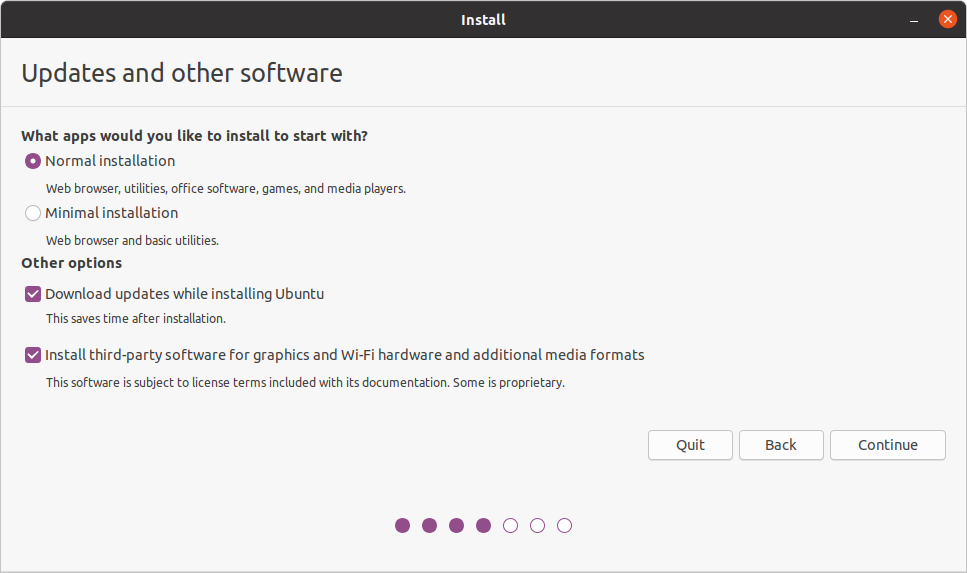 Install
Updates and other software
What apps would you like to install to start with?
Normal installation
Web browser, utilities, office software, games, and media players.
Minimal installation
Web browser and basic utilities.
Other options
Download updates while installing Ubuntu
This saves time after installation.
Install third-party software for graphics and Wi-Fi hardware and additional media formats
This software is subject to license terms included with its documentation. Some is proprietary.
Quit Back Continue